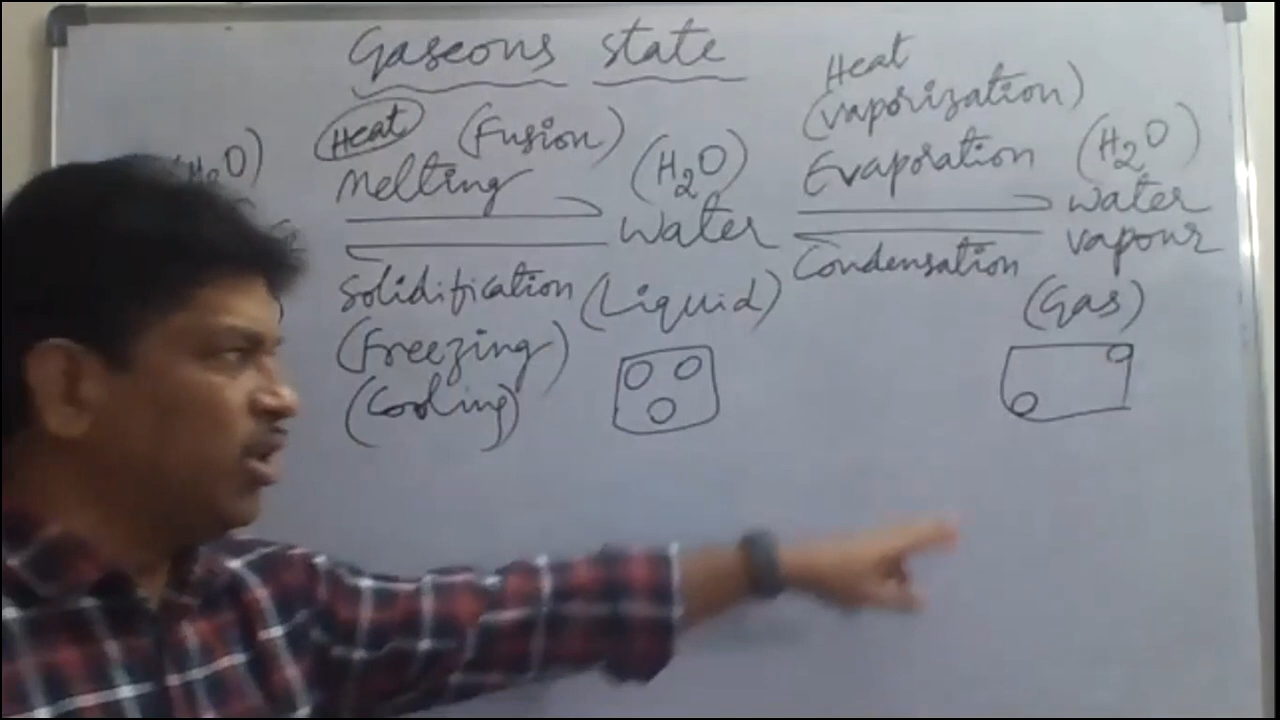 Gaseous state
Heat
(Vaporization)
(Heat) (Fusion)
Melting
(H2O)
Evaporation
(H2O)
(H2O)
Water
Water
vapour
Condensation
Solidification
(Liquid)
(Gas)
(Freezing)
(Cooling)